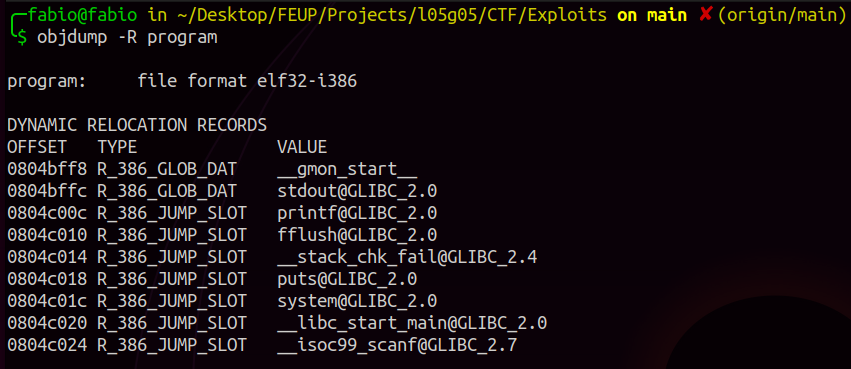 fabio@fabio in ~/Desktop/FEUP/Projects/l05g05/CTF/Exploits on main ✘ (origin/main)
$ objdump -R program
program:     file format elf32-i386
DYNAMIC RELOCATION RECORDS
OFFSET   TYPE              VALUE
0804bff8 R_386_GLOB_DAT    __gmon_start__
0804bffc R_386_GLOB_DAT    stdout@GLIBC_2.0
0804c00c R_386_JUMP_SLOT   printf@GLIBC_2.0
0804c010 R_386_JUMP_SLOT   fflush@GLIBC_2.0
0804c014 R_386_JUMP_SLOT   __stack_chk_fail@GLIBC_2.4
0804c018 R_386_JUMP_SLOT   puts@GLIBC_2.0
0804c01c R_386_JUMP_SLOT   system@GLIBC_2.0
0804c020 R_386_JUMP_SLOT   __libc_start_main@GLIBC_2.0
0804c024 R_386_JUMP_SLOT   __isoc99_scanf@GLIBC_2.7